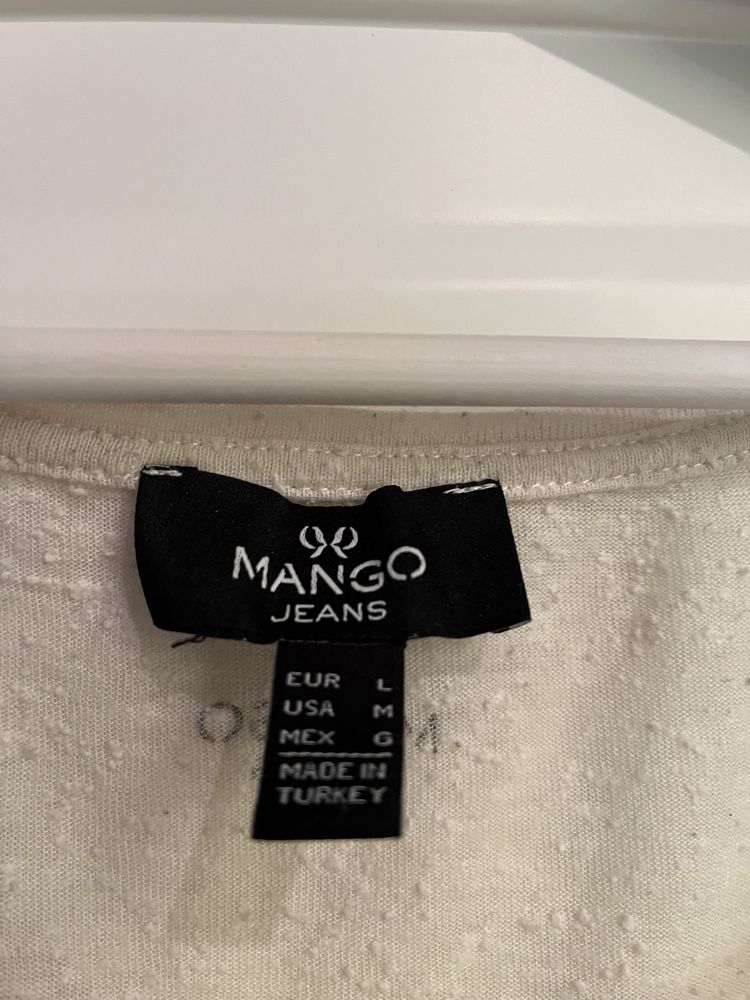 MANGO
JEANS
EUR L
USA M
MEX G
MADE IN
TURKEY